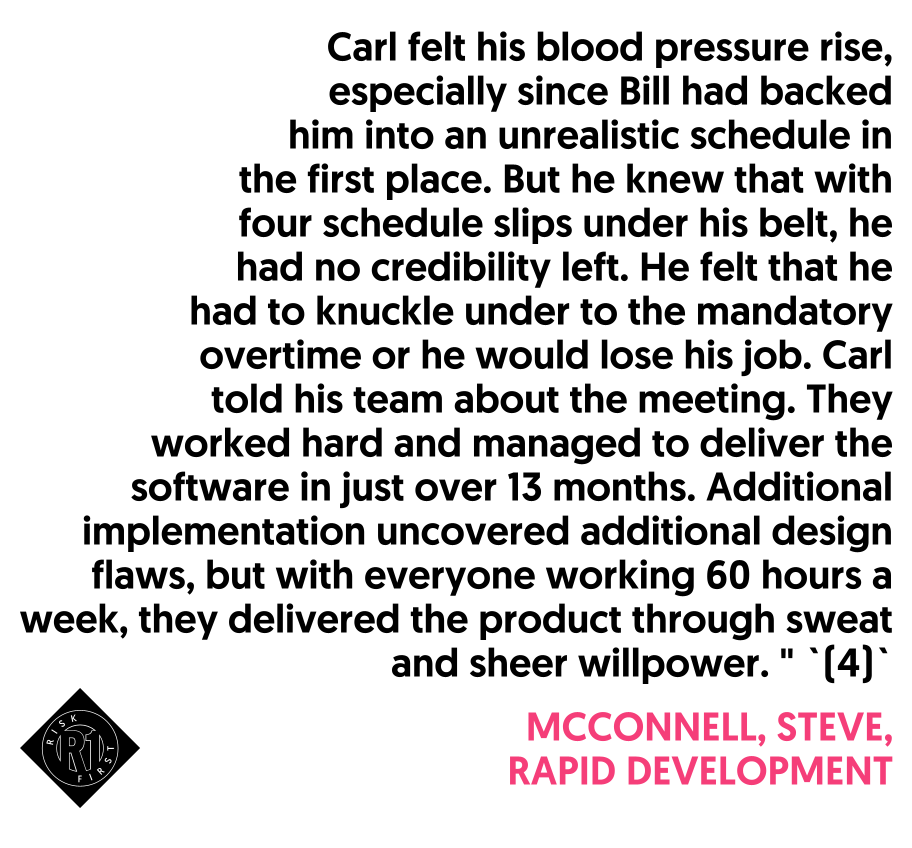 Carl felt his blood pressure rise,
especially since Bill had backed
him into an unrealistic schedule in
the first place. But he knew that with
four schedule slips under his belt, he
had no credibility left. He felt that he
had to knuckle under to the mandatory
overtime or he would lose his job. Carl
told his team about the meeting. They
worked hard and managed to deliver the
software in just over 13 months. Additional
implementation uncovered additional design
flaws, but with everyone working 60 hours a
week, they delivered the product through sweat
and sheer willpower. " `(4)`
MCCONNELL, STEVE,
RAPID DEVELOPMENT
RISK
R1
FIRST